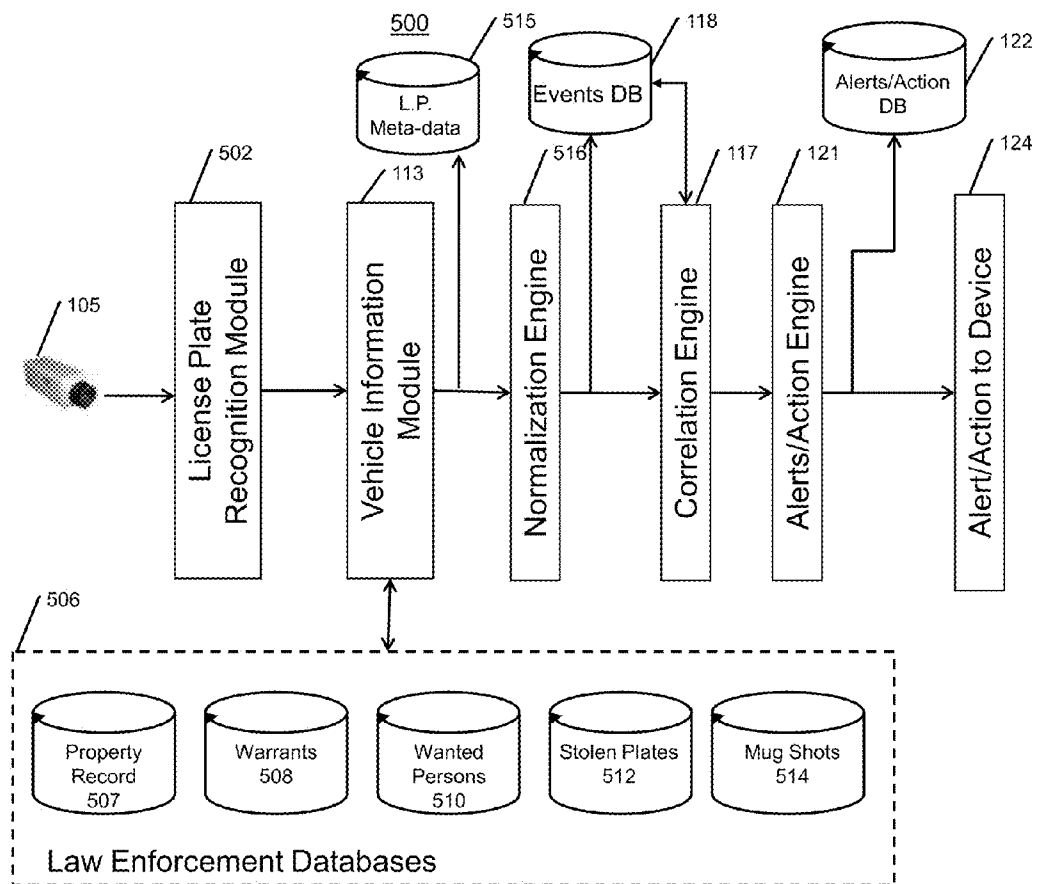 500
515
118
122
L.P.
Meta-data
Events DB
Alerts/Action
DB
502
113
516
117
121
124
105
License Plate
Recognition Module
Vehicle Information
Module
Normalization Engine
Correlation Engine
Alerts/Action Engine
Alert/Action to Device
506
Property
Record
507
Warrants
508
Wanted
Persons
510
Stolen Plates
512
Mug Shots
514
Law Enforcement Databases